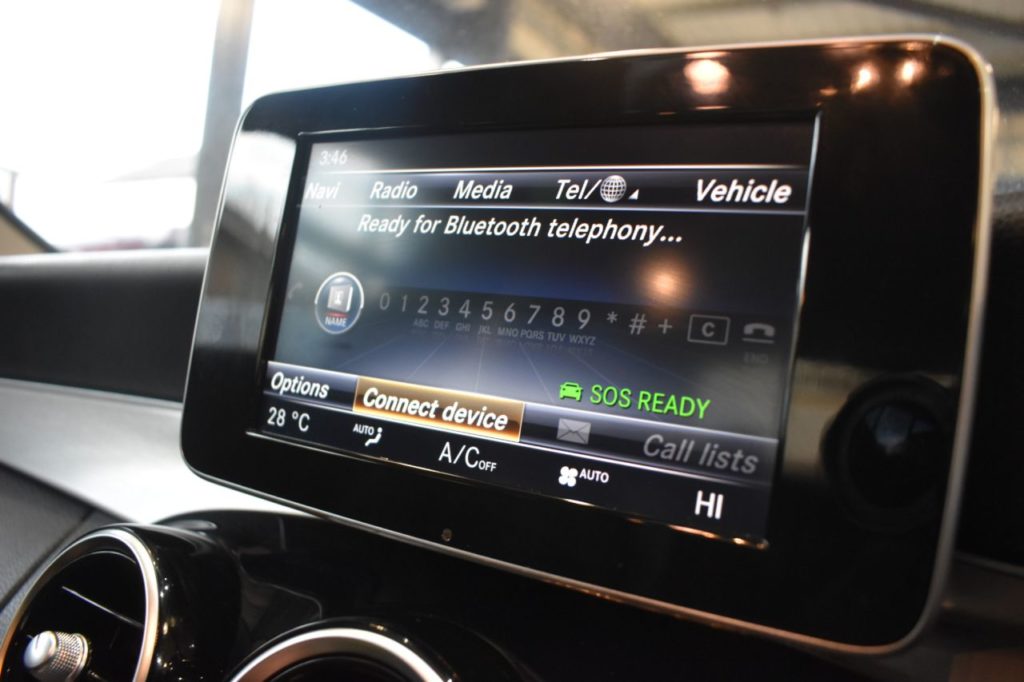 3:46
Navi Radio Media Tel/ Vehicle
Ready for Bluetooth telephony...
NAME
0 1 2 3 4 5 6 7 8 9 * # + C
ABC DEF GHI JKL MNO PQRS TUV WXYZ
END
SOS READY
Options Connect device Call lists
28 °C AUTO A/C OFF AUTO HI